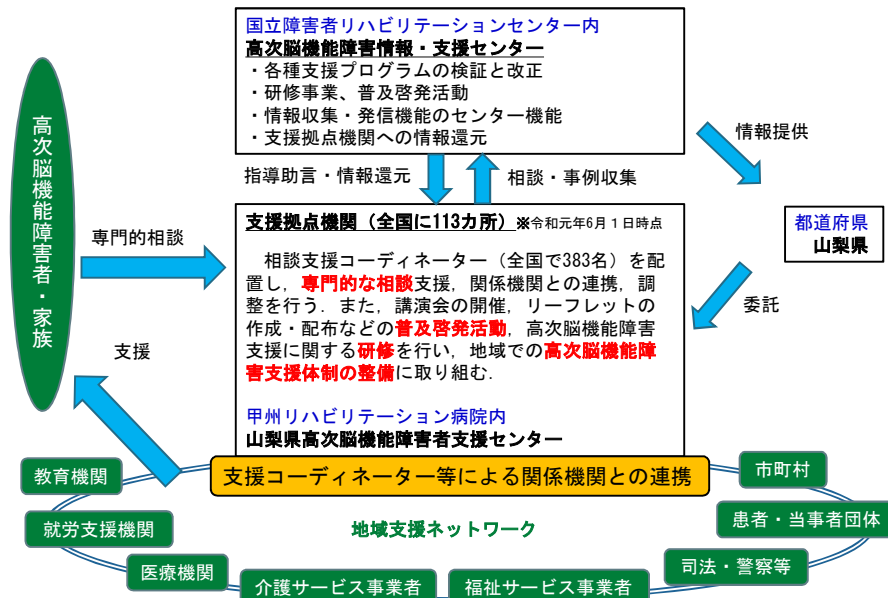 国立障害者リハビリテーションセンター内
高次脳機能障害情報・支援センター
・各種支援プログラムの検証と改正
・研修事業、普及啓発活動
・情報収集・発信機能のセンター機能
・支援拠点機関への情報還元
高次脳機能障害者・家族
情報提供
指導助言・情報還元
相談・事例収集
都道府県
山梨県
専門的相談
支援拠点機関（全国に113カ所）※令和元年6月1日時点
相談支援コーディネーター（全国で383名）を配
置し，専門的な相談支援，関係機関との連携，調
整を行う．また，講演会の開催，リーフレットの
作成・配布などの普及啓発活動，高次脳機能障害
支援に関する研修を行い，地域での高次脳機能障
害支援体制の整備に取り組む．
委託
支援
甲州リハビリテーション病院内
山梨県高次脳機能障害者支援センター
支援コーディネーター等による関係機関との連携
教育機関
市町村
就労支援機関
地域支援ネットワーク
患者・当事者団体
医療機関
司法・警察等
介護サービス事業者
福祉サービス事業者